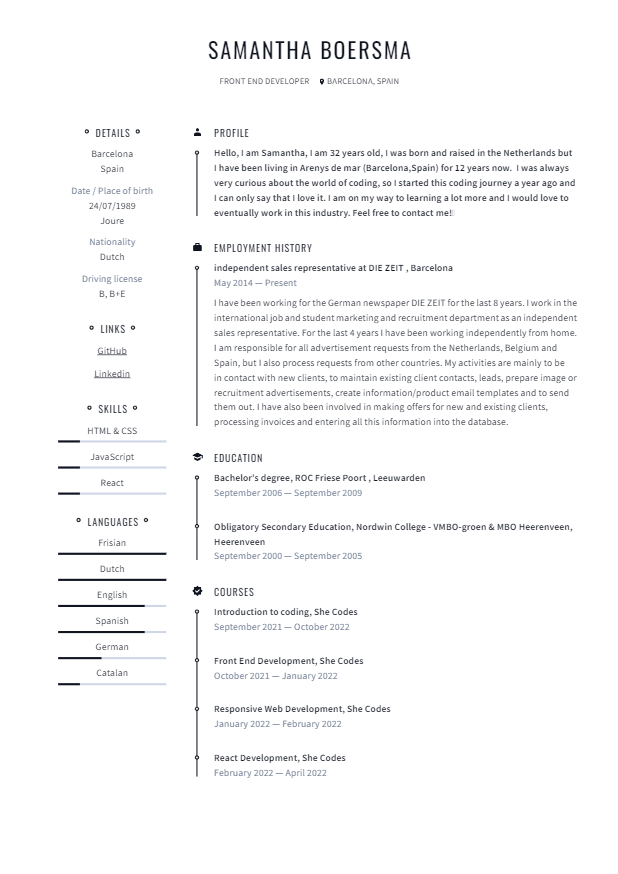 SAMANTHA BOERSMA
FRONT END DEVELOPER BARCELONA, SPAIN
DETAILS
Barcelona
Spain
Date / Place of birth
24/07/1989
Joure
Nationality
Dutch
Driving license
B, B+E
LINKS
GitHub
Linkedin
SKILLS
HTML & CSS
JavaScript
React
LANGUAGES
Frisian
Dutch
English
Spanish
German
Catalan
PROFILE
Hello, I am Samantha, I am 32 years old, I was born and raised in the Netherlands but
I have been living in Arenys de mar (Barcelona,Spain) for 12 years now. I was always
very curious about the world of coding, so I started this coding journey a year ago and
I can only say that I love it. I am on my way to learning a lot more and I would love to
eventually work in this industry. Feel free to contact me!
EMPLOYMENT HISTORY
independent sales representative at DIE ZEIT , Barcelona
May 2014 — Present
I have been working for the German newspaper DIE ZEIT for the last 8 years. I work in the
international job and student marketing and recruitment department as an independent
sales representative. For the last 4 years I have been working independently from home.
I am responsible for all advertisement requests from the Netherlands, Belgium and
Spain, but I also process requests from other countries. My activities are mainly to be
in contact with new clients, to maintain existing client contacts, leads, prepare image or
recruitment advertisements, create information/product email templates and to send
them out. I have also been involved in making offers for new and existing clients,
processing invoices and entering all this information into the database.
EDUCATION
Bachelor's degree, ROC Friese Poort , Leeuwarden
September 2006 — September 2009
Obligatory Secondary Education, Nordwin College - VMBO-groen & MBO Heerenveen,
Heerenveen
September 2000 — September 2005
COURSES
Introduction to coding, She Codes
September 2021 — October 2022
Front End Development, She Codes
October 2021 — January 2022
Responsive Web Development, She Codes
January 2022 — February 2022
React Development, She Codes
February 2022 — April 2022